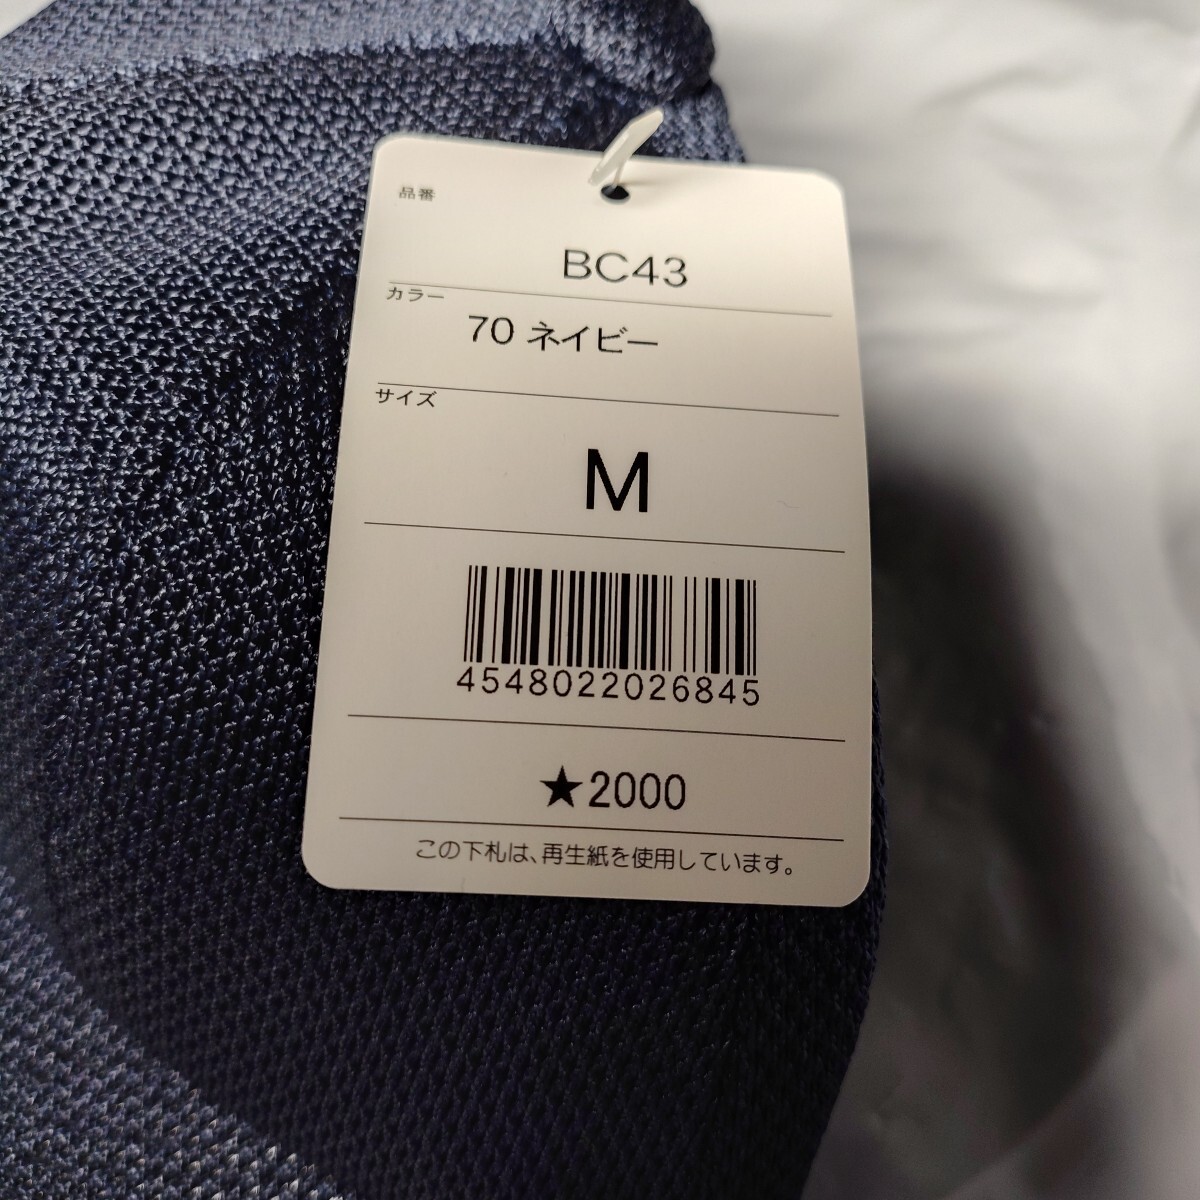 品番
BC43
カラー
70 ネイビー
サイズ
M
4548022026845
★2000
この下札は、再生紙を使用しています。